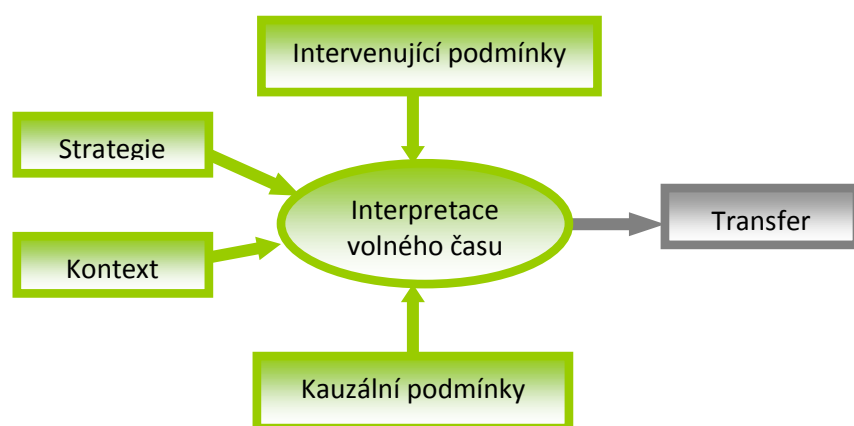 Intervenující podmínky
Strategie
Interpretace
volného času
Transfer
Kontext
Kauzální podmínky